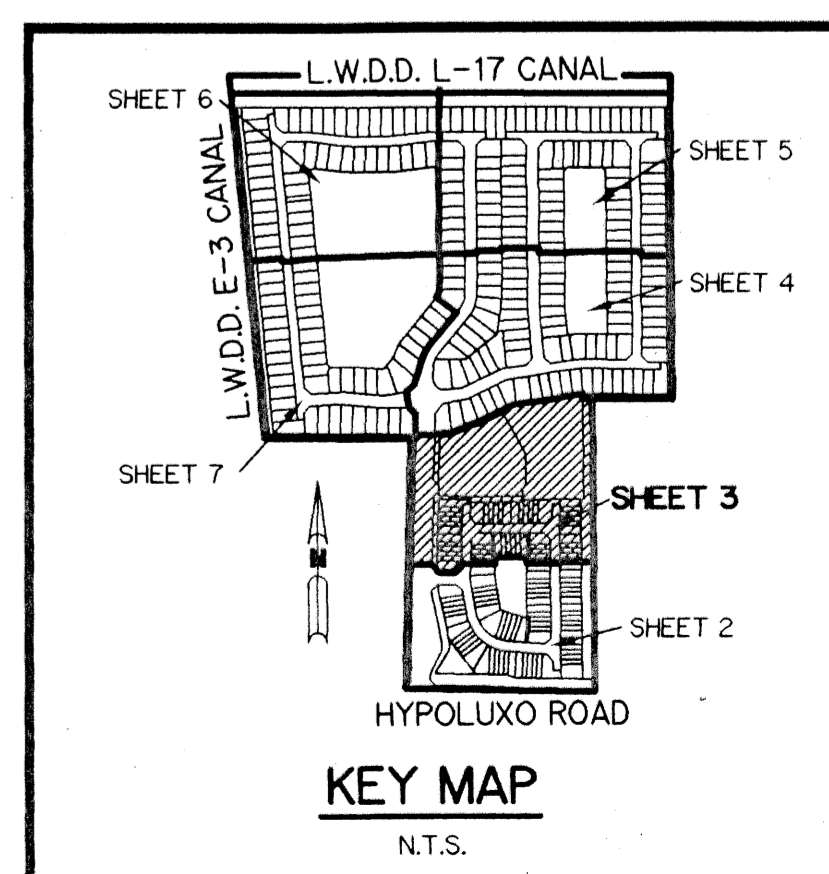 L.W.D.D. L-17 CANAL
SHEET 6
SHEET 5
L.W.D.D. E-3 CANAL
SHEET 4
SHEET 7
SHEET 3
N
SHEET 2
HYPOLUXO ROAD
KEY MAP
N.T.S.